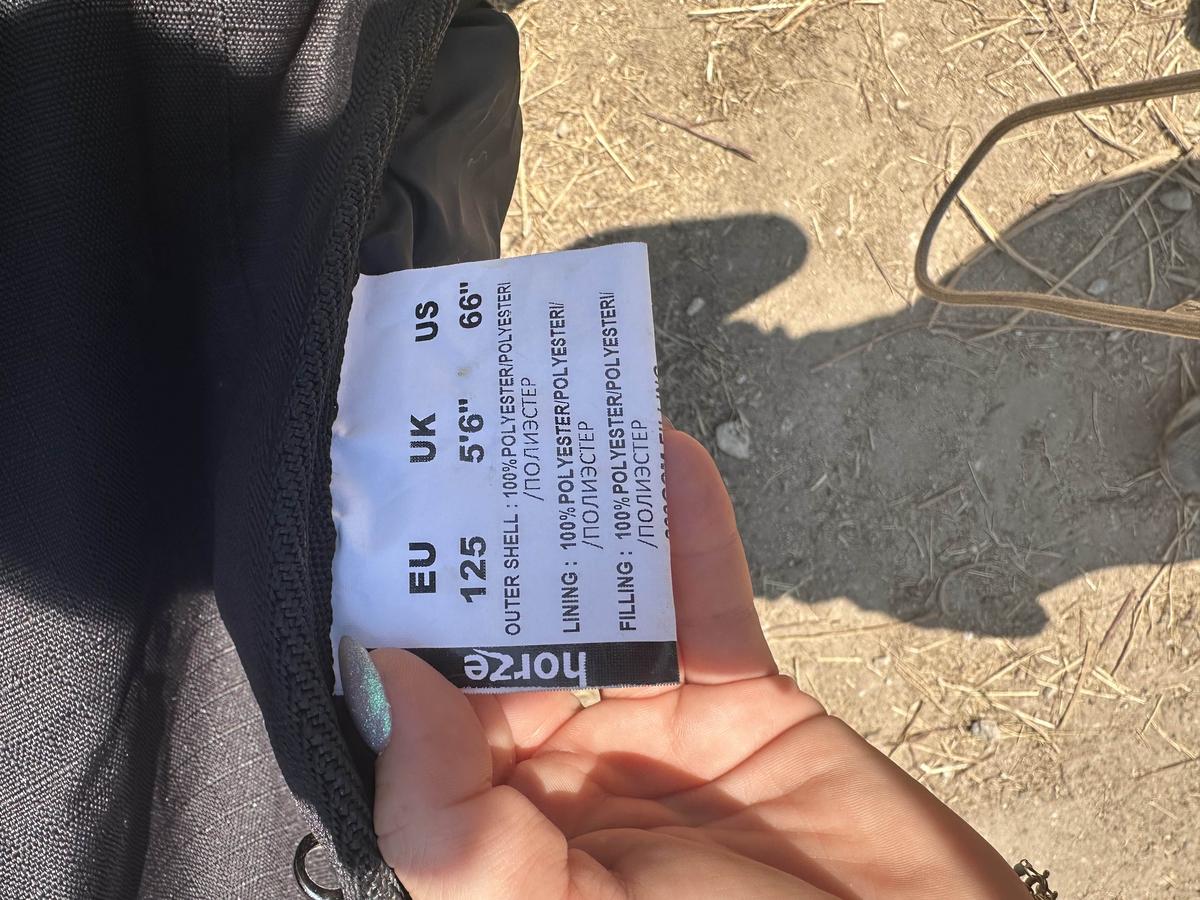 EU UK US
125 5'6" 66"
OUTER SHELL : 100%POLYESTER/POLYESTERI
/ПОЛИЭСТЕР
LINING : 100%POLYESTER/POLYESTERI/
/ПОЛИЭСТЕР
FILLING : 100%POLYESTER/POLYESTERI/
/ПОЛИЭСТЕР
horze